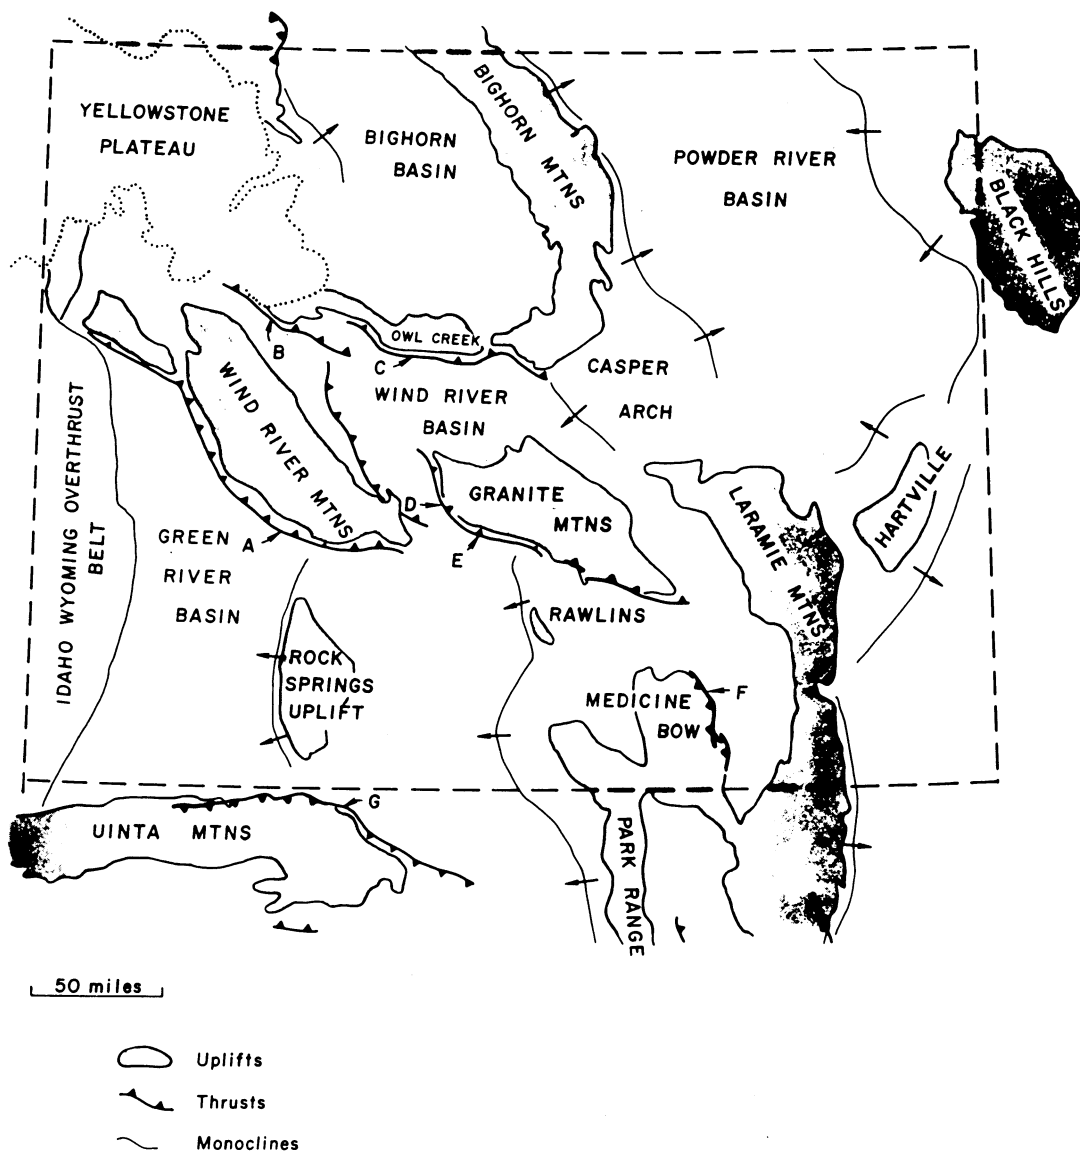 YELLOWSTONE
PLATEAU
BIGHORN
BASIN
BIGHORN MTNS
POWDER RIVER
BASIN
BLACK HILLS
B
OWL CREEK
C
WIND RIVER
BASIN
CASPER
ARCH
WIND RIVER MTNS
IDAHO WYOMING OVERTHRUST
BELT
GREEN
RIVER
BASIN
A
D
GRANITE
MTNS
E
LARAMIE MTNS
HARTVILLE
RAWLINS
ROCK
SPRINGS
UPLIFT
MEDICINE
BOW
F
G
UINTA MTNS
PARK RANGE
50 miles
Uplifts
Thrusts
Monoclines